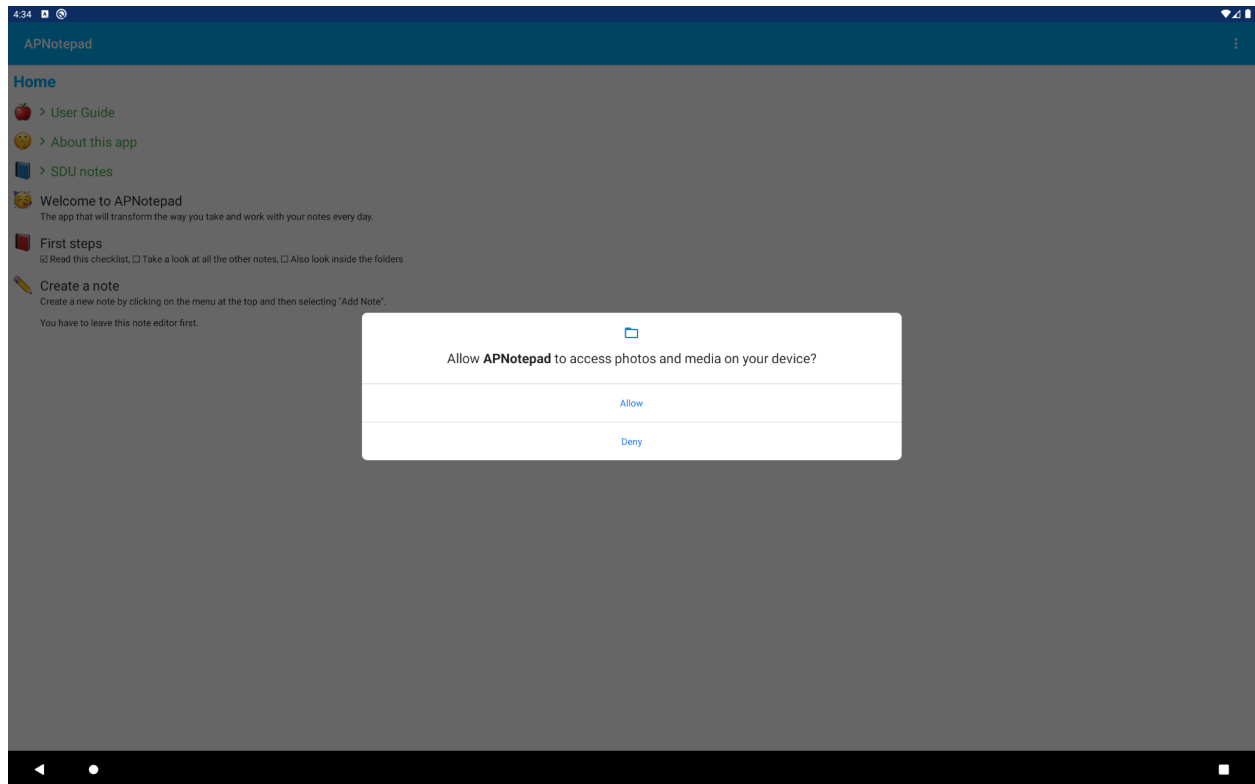 4:34
APNotepad
Home
User Guide
About this app
SDU notes
Welcome to APNotepad
The app that will transform the way you take and work with your notes every day.
First steps
☑ Read this checklist, ☐ Take a look at all the other notes, ☐ Also look inside the folders
Create a note
Create a new note by clicking on the menu at the top and then selecting "Add Note".
You have to leave this note editor first.
Allow APNotepad to access photos and media on your device?
Allow
Deny